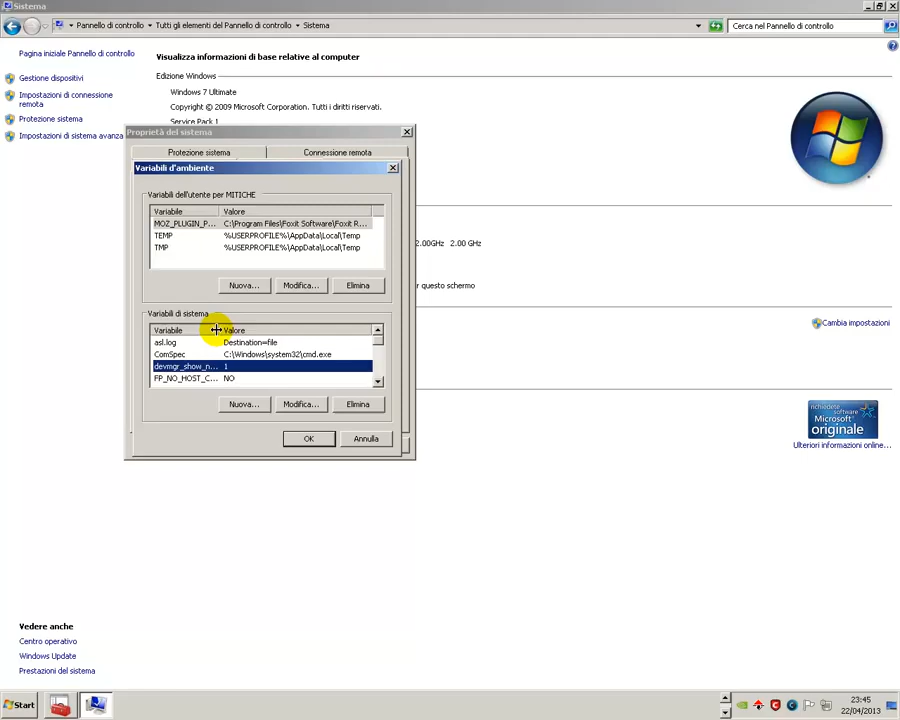 Sistema
Pannello di controllo
Tutti gli elementi del Pannello di controllo
Sistema
Cerca nel Pannello di controllo
Pagina iniziale Pannello di controllo
Gestione dispositivi
Impostazioni di connessione
remota
Protezione sistema
Impostazioni di sistema avanza
Visualizza informazioni di base relative al computer
Edizione Windows
Windows 7 Ultimate
Copyright © 2009 Microsoft Corporation. Tutti i diritti riservati.
Service Pack 1
Proprietà del sistema
Protezione sistema
Connessione remota
Variabili d'ambiente
Variabili dell'utente per MITICHE
Variabile Valore
MOZ_PLUGIN_P... C:\Program Files\Foxit Software\Foxit R...
TEMP %USERPROFILE%\AppData\Local\Temp
TMP %USERPROFILE%\AppData\Local\Temp
Nuova... Modifica... Elimina
Variabili di sistema
Variabile Valore
asl.log Destination=file
ComSpec C:\Windows\system32\cmd.exe
devmgr_show_n... 1
FP_NO_HOST_C... NO
Nuova... Modifica... Elimina
OK Annulla
2.00GHz 2.00 GHz
r questo schermo
Cambia impostazioni
richiedete
software
Microsoft
originale
Ulteriori informazioni online...
Vedere anche
Centro operativo
Windows Update
Prestazioni del sistema
Start
23:45
22/04/2013